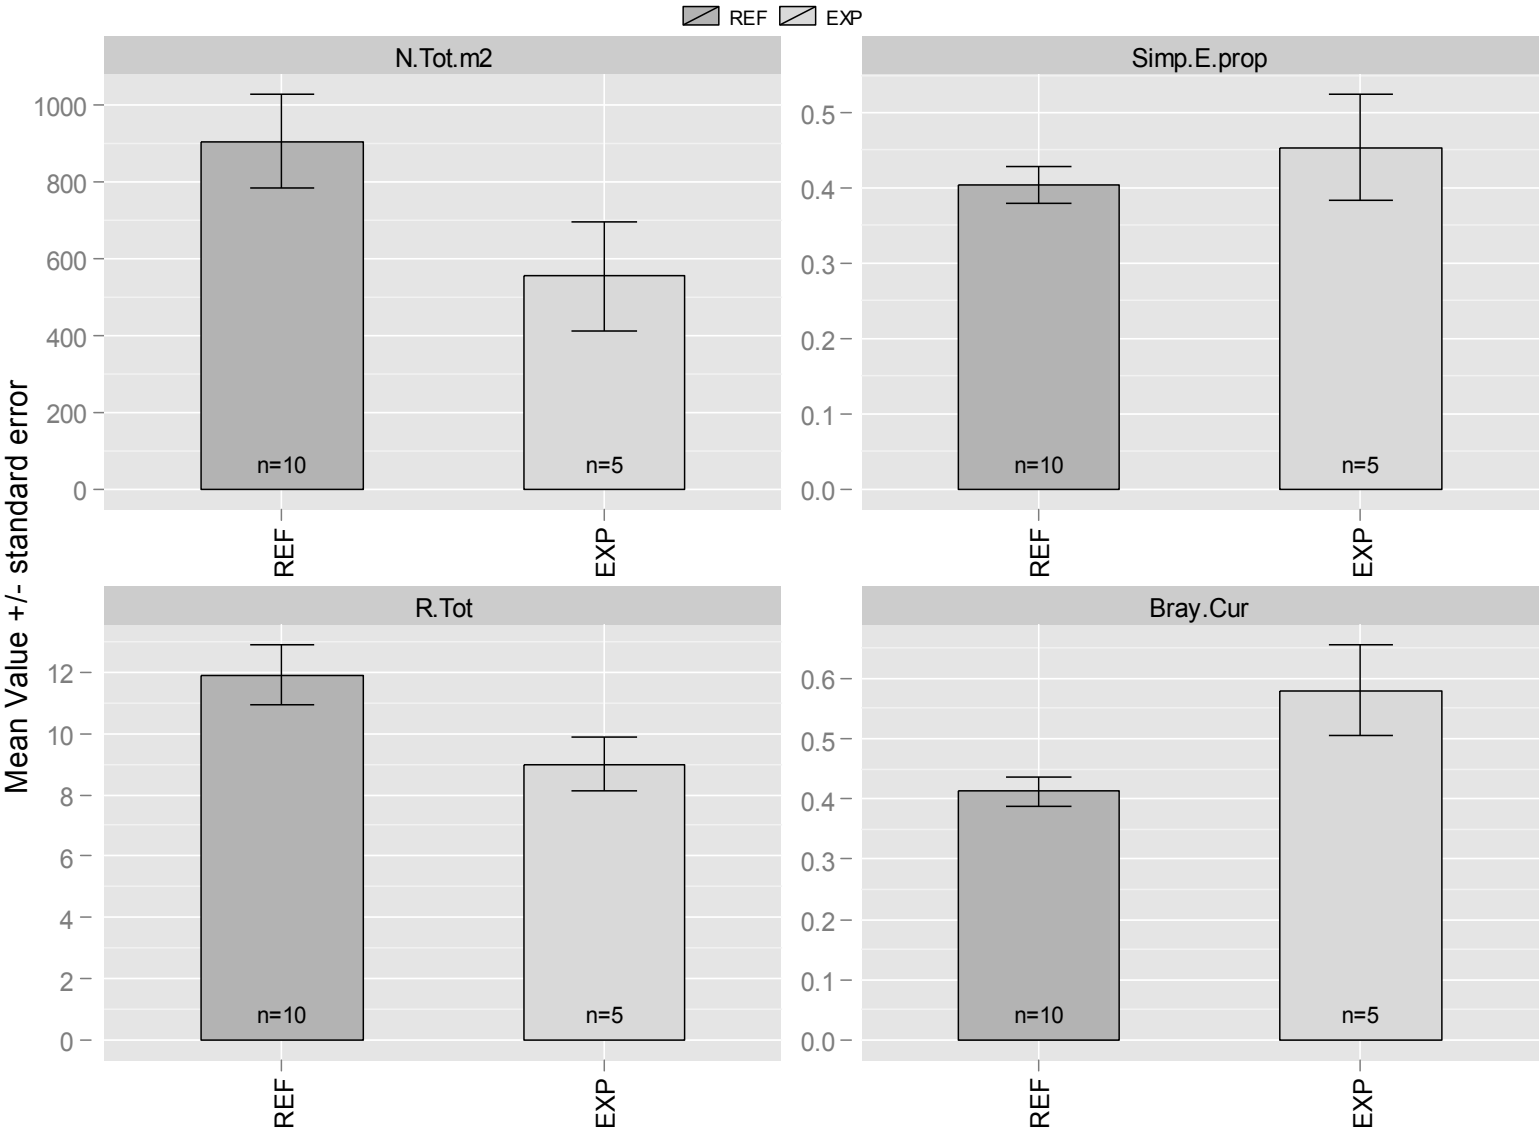 REF EXP
N.Tot.m2
1000
800
600
400
200
0
n=10
n=5
REF
EXP
Simp.E.prop
0.5
0.4
0.3
0.2
0.1
0.0
n=10
n=5
REF
EXP
Mean Value +/- standard error
R.Tot
12
10
8
6
4
2
0
n=10
n=5
REF
EXP
Bray.Cur
0.6
0.5
0.4
0.3
0.2
0.1
0.0
n=10
n=5
REF
EXP